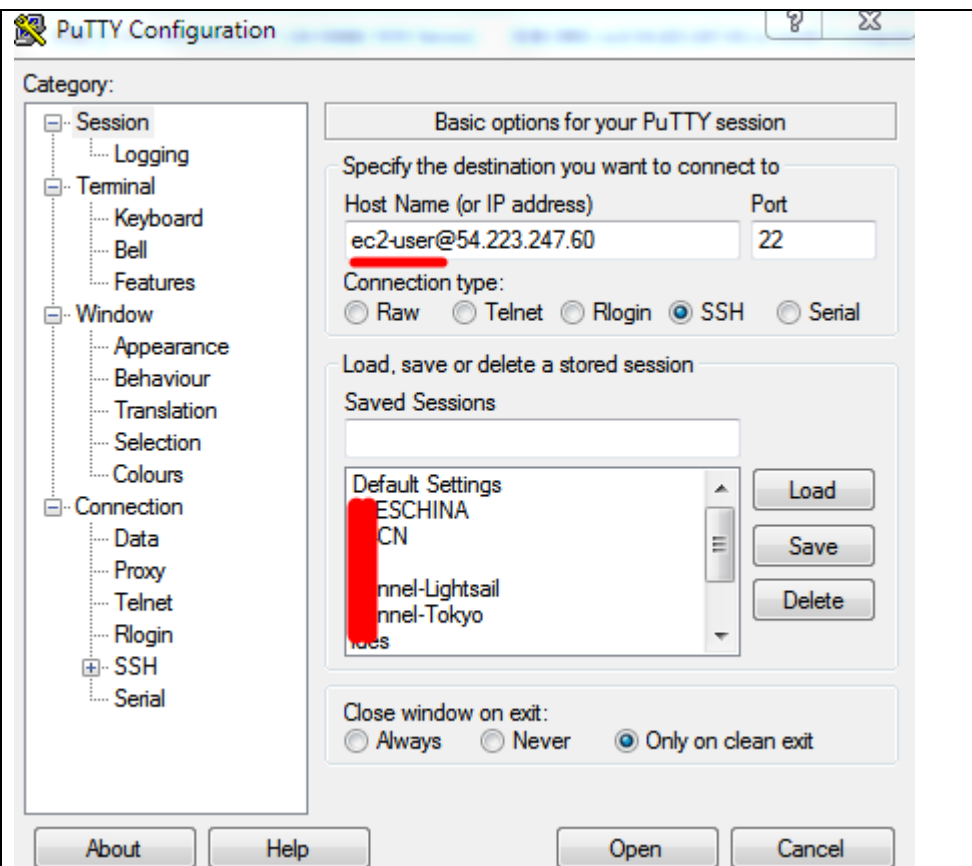 PuTTY Configuration
?
Category:
Session
Logging
Terminal
Keyboard
Bell
Features
Window
Appearance
Behaviour
Translation
Selection
Colours
Connection
Data
Proxy
Telnet
Rlogin
SSH
Serial
Basic options for your PuTTY session
Specify the destination you want to connect to
Host Name (or IP address) Port
ec2-user@54.223.247.60 22
Connection type:
Raw Telnet Rlogin SSH Serial
Load, save or delete a stored session
Saved Sessions
Default Settings
ESCHINA
CN
nnel-Lightsail
nnel-Tokyo
Load
Save
Delete
Close window on exit:
Always Never Only on clean exit
About Help Open Cancel